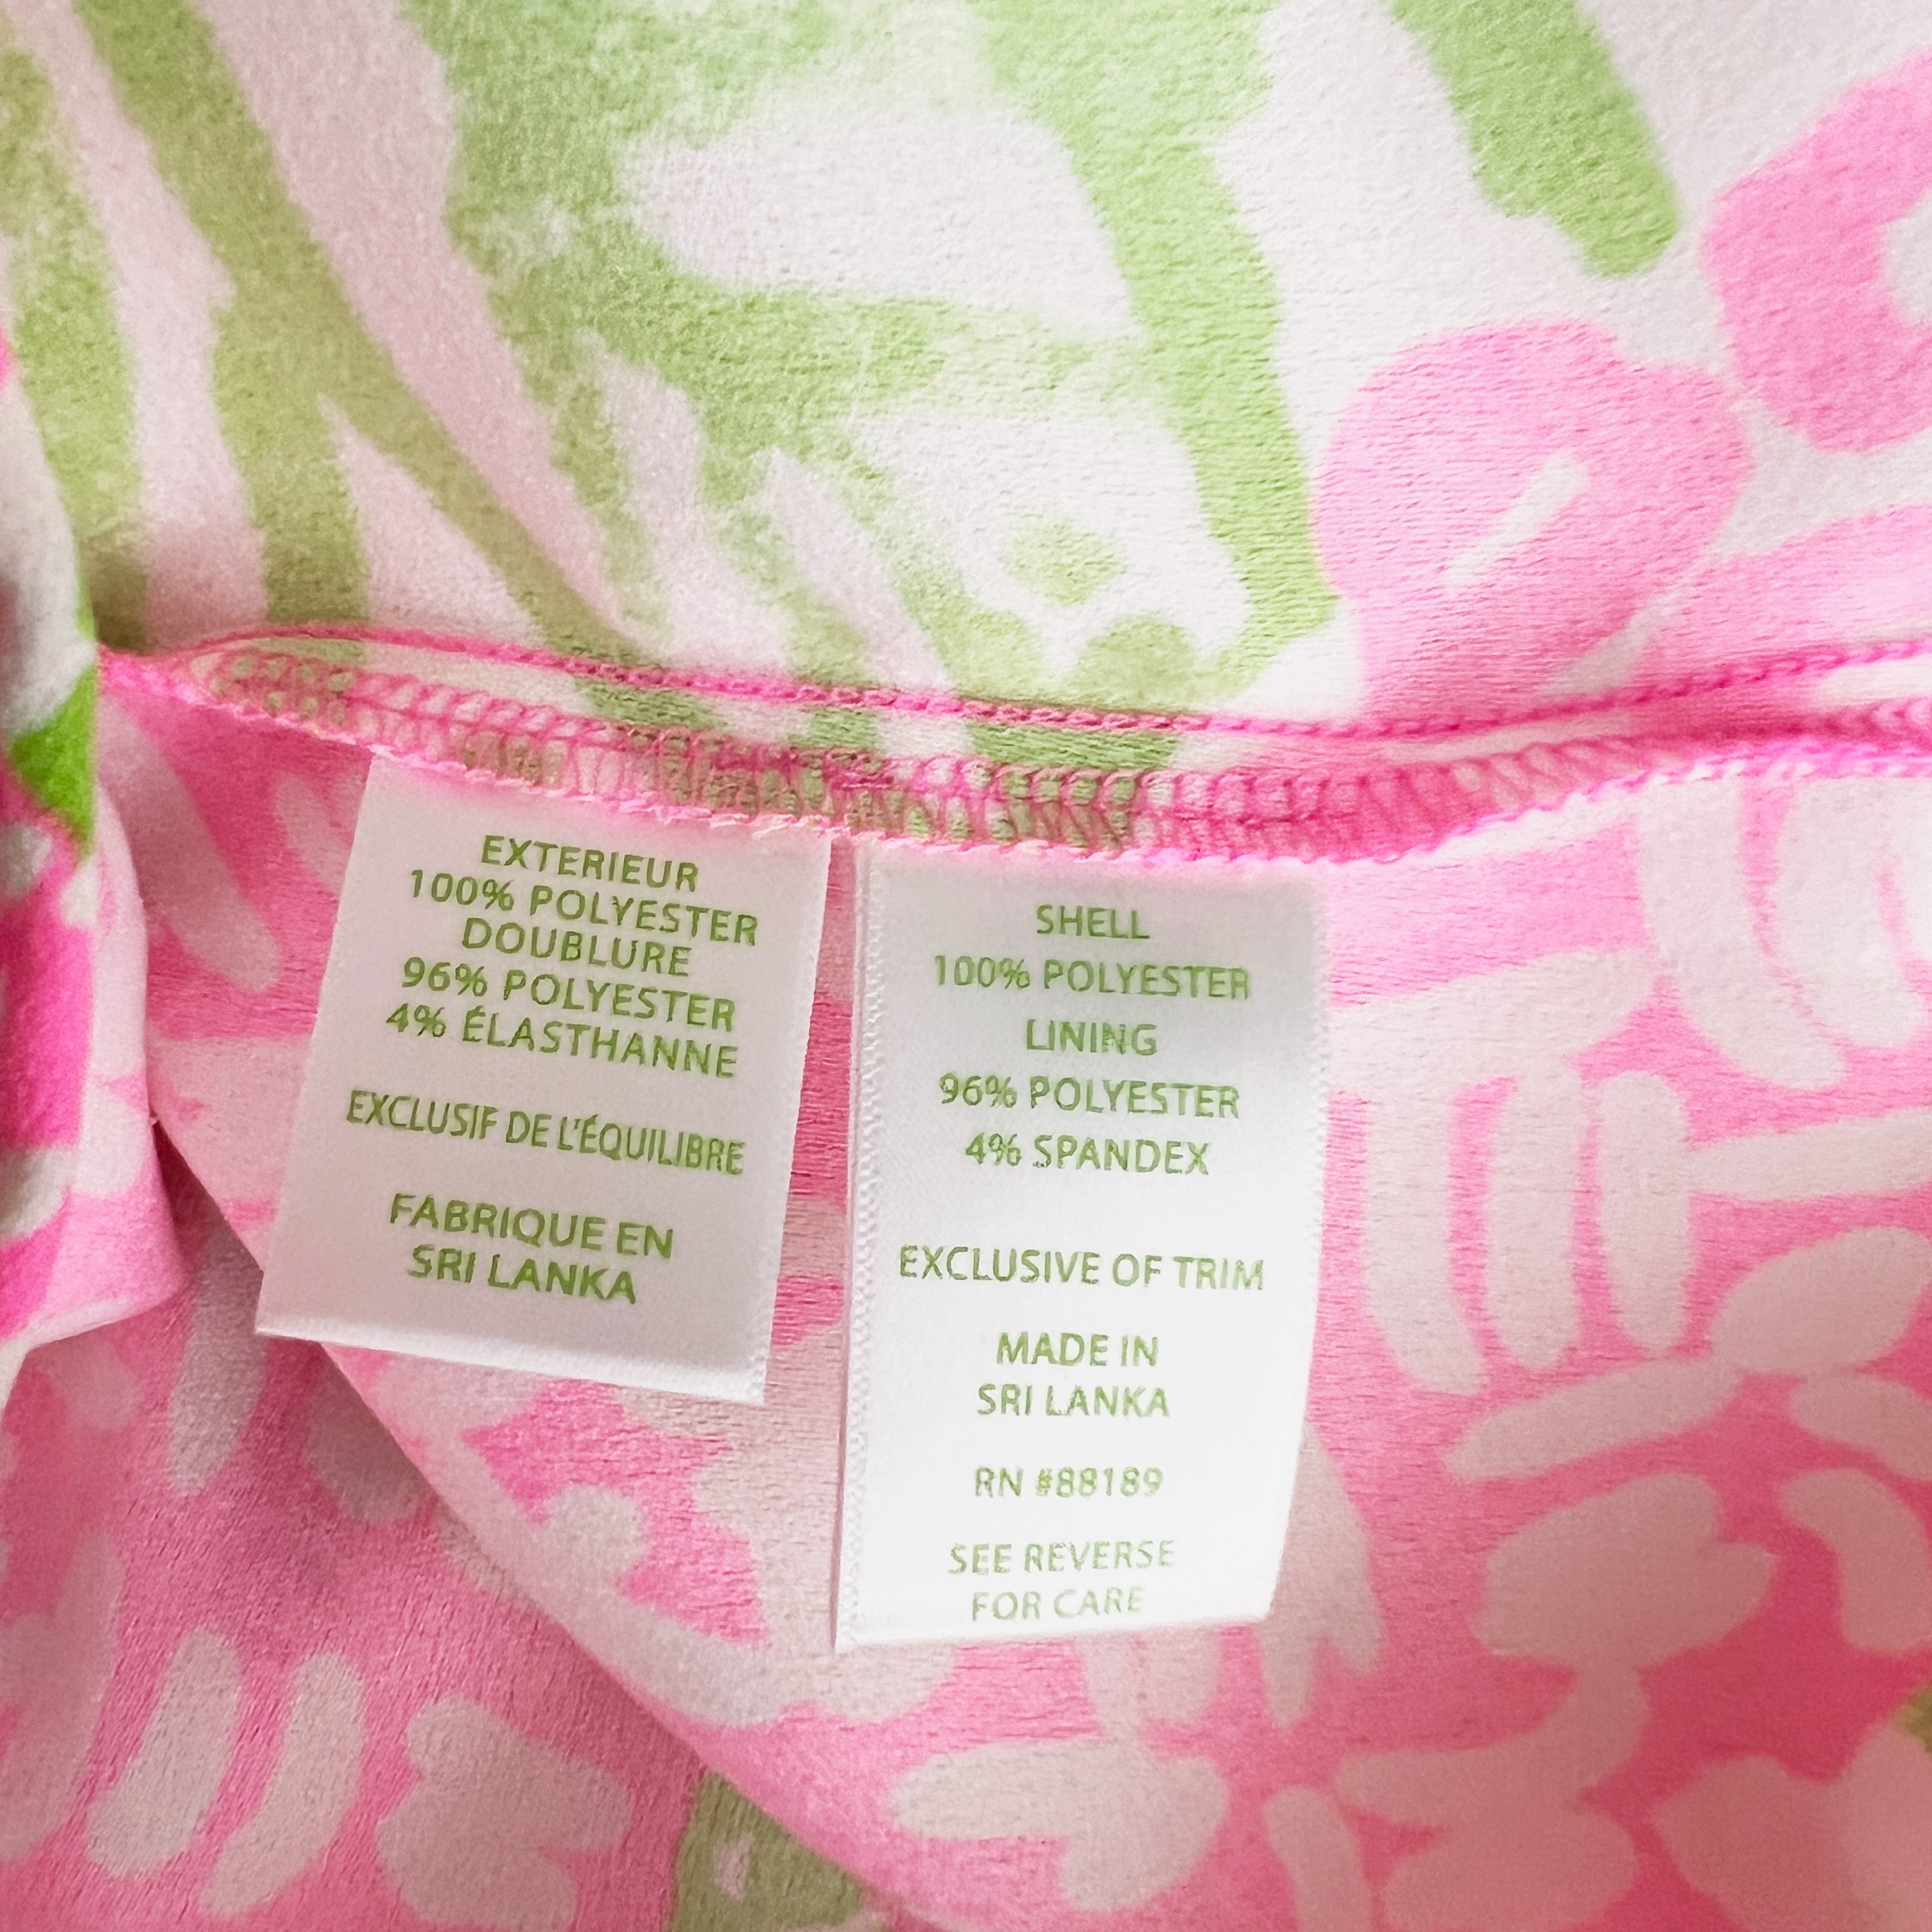 EXTERIEUR
100% POLYESTER
DOUBLURE
96% POLYESTER
4% ÉLASTHANNE
EXCLUSIF DE L'ÉQUILIBRE
FABRIQUE EN
SRI LANKA
SHELL
100% POLYESTER
LINING
96% POLYESTER
4% SPANDEX
EXCLUSIVE OF TRIM
MADE IN
SRI LANKA
RN #88189
SEE REVERSE
FOR CARE